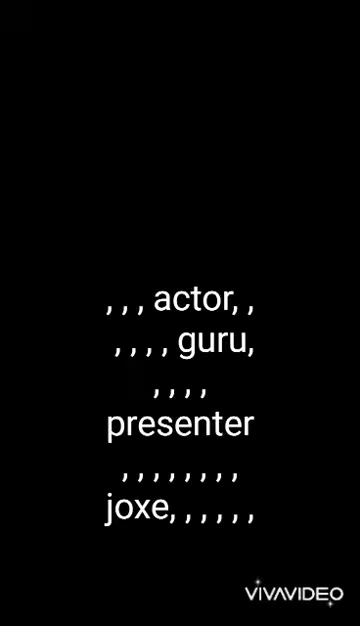 , , , actor, ,
, , , , guru,
, , , ,
presenter
, , , , , , , ,
joxe, , , , , ,
VIVAVIDEO